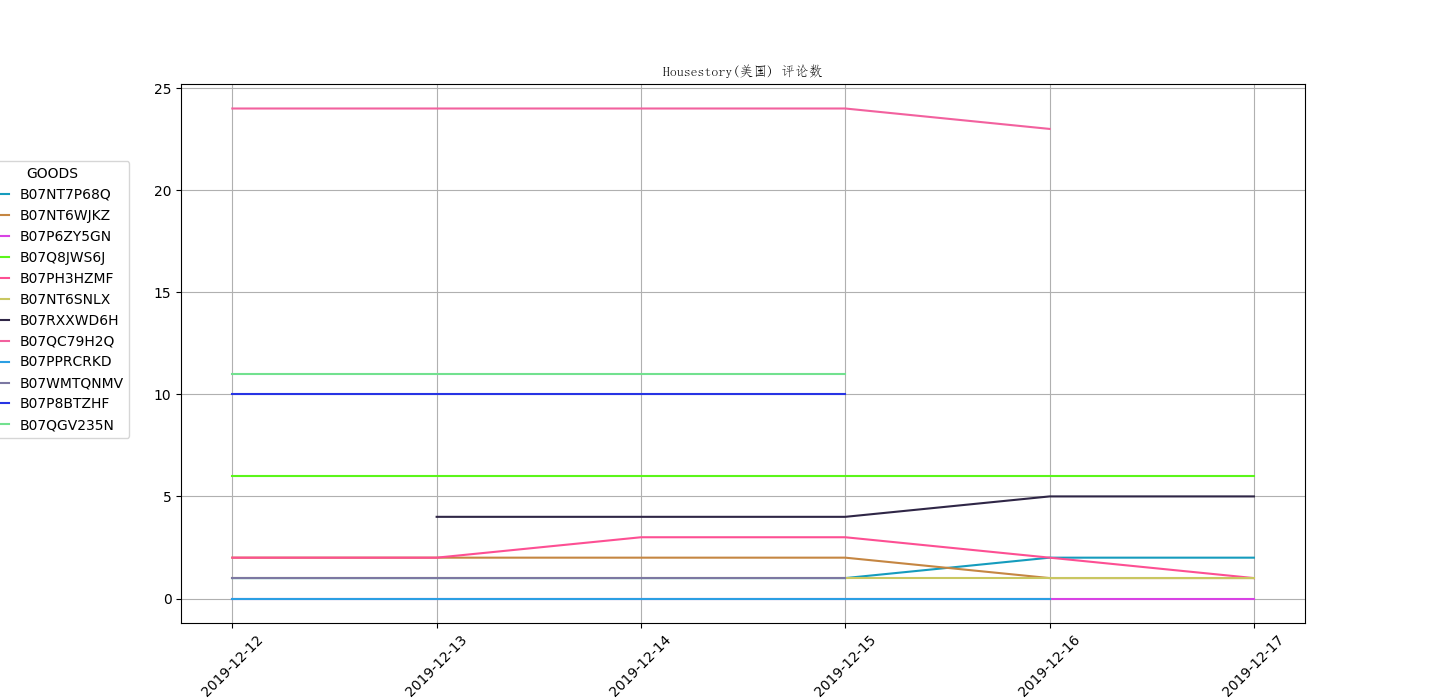 Housestory(美国) 评论数
GOODS
B07NT7P68Q
B07NT6WJKZ
B07P6ZY5GN
B07Q8JWS6J
B07PH3HZMF
B07NT6SNLX
B07RXXWD6H
B07QC79H2Q
B07PPRCRKD
B07WMTQNMV
B07P8BTZHF
B07QGV235N
25
20
15
10
5
0
2019-12-12
2019-12-13
2019-12-14
2019-12-15
2019-12-16
2019-12-17